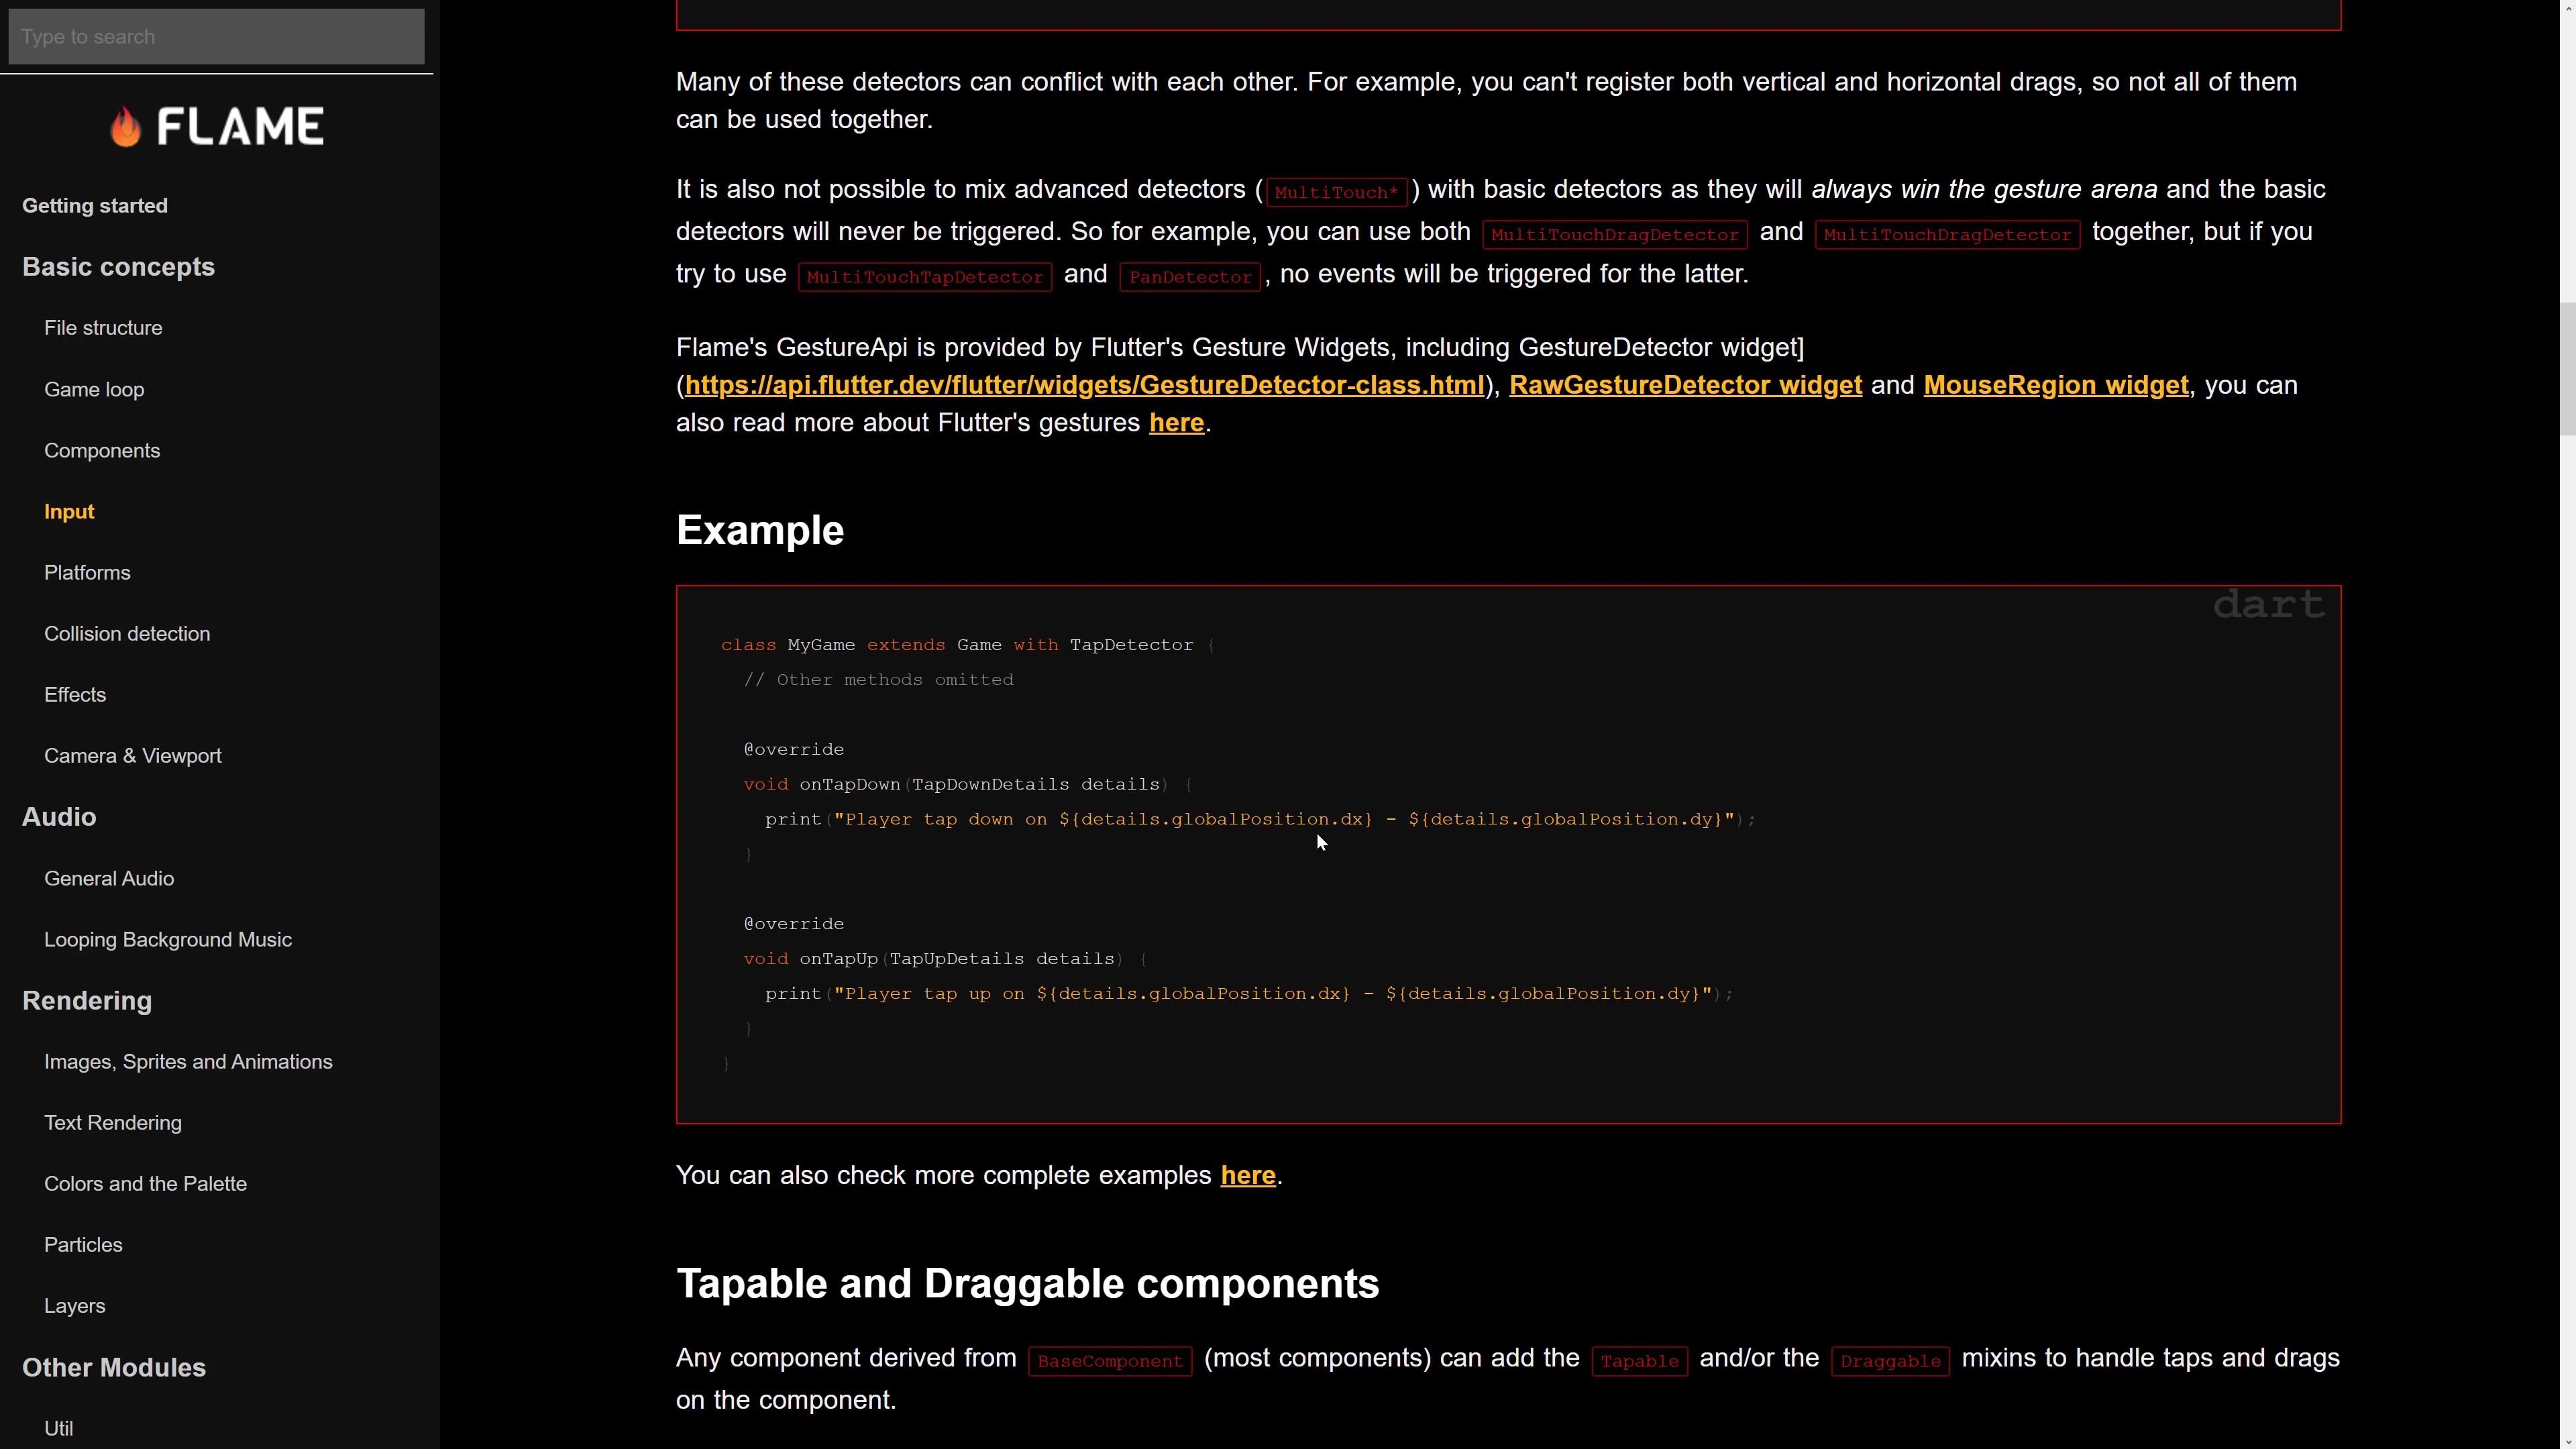 Type to search
FLAME
Getting started
Basic concepts
File structure
Game loop
Components
Input
Platforms
Collision detection
Effects
Camera & Viewport
Audio
General Audio
Looping Background Music
Rendering
Images, Sprites and Animations
Text Rendering
Colors and the Palette
Particles
Layers
Other Modules
Util
Many of these detectors can conflict with each other. For example, you can't register both vertical and horizontal drags, so not all of them
can be used together.
It is also not possible to mix advanced detectors ( MultiTouch* ) with basic detectors as they will always win the gesture arena and the basic
detectors will never be triggered. So for example, you can use both MultiTouchDragDetector and MultiTouchDragDetector together, but if you
try to use MultiTouchTapDetector and PanDetector , no events will be triggered for the latter.
Flame's GestureApi is provided by Flutter's Gesture Widgets, including GestureDetector widget]
(https://api.flutter.dev/flutter/widgets/GestureDetector-class.html), RawGestureDetector widget and MouseRegion widget, you can
also read more about Flutter's gestures here.
Example
dart
class MyGame extends Game with TapDetector {
// Other methods omitted
@override
void onTapDown(TapDownDetails details) {
print("Player tap down on ${details.globalPosition.dx} - ${details.globalPosition.dy}");
}
@override
void onTapUp(TapUpDetails details) {
print("Player tap up on ${details.globalPosition.dx} - ${details.globalPosition.dy}");
}
}
You can also check more complete examples here.
Tapable and Draggable components
Any component derived from BaseComponent (most components) can add the Tapable and/or the Draggable mixins to handle taps and drags
on the component.